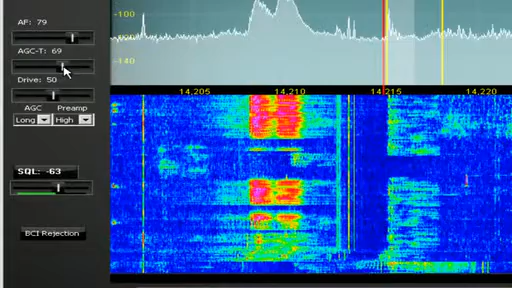 AF: 79
AGC-T: 69
Drive: 50
AGC Preamp
Long High
SQL: -63
BCI Rejection
-100
-120
-140
14,205 14,210 14,215 14,220